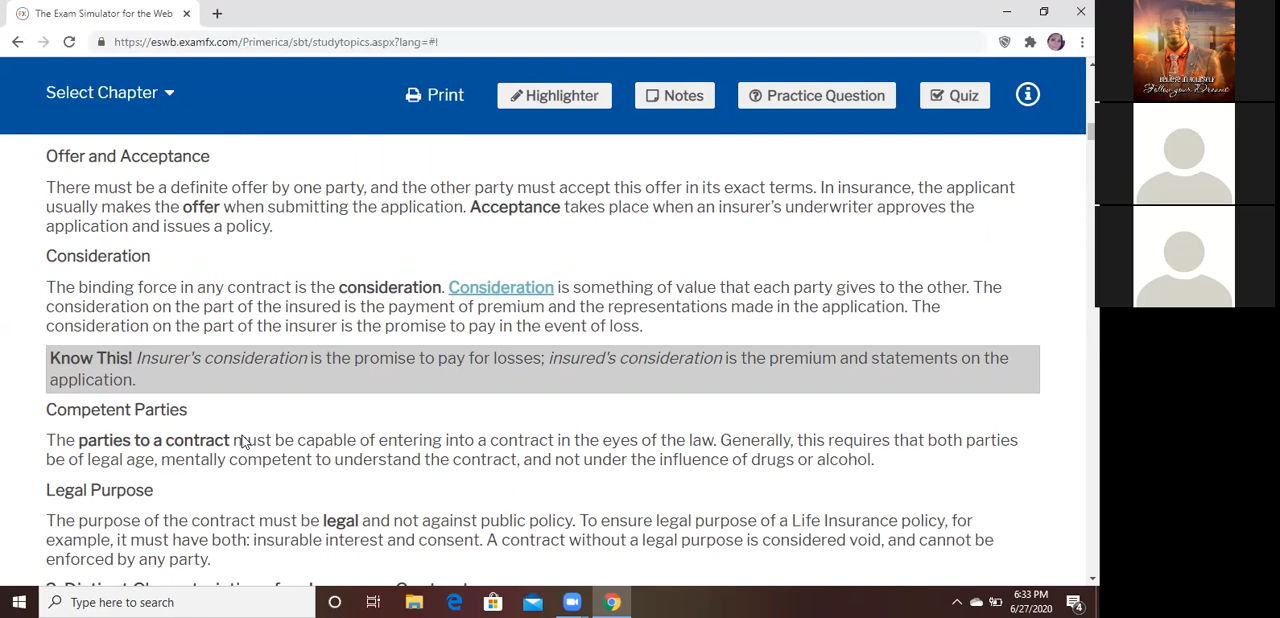 The Exam Simulator for the Web
https://eswb.examfx.com/Primerica/sbt/studytopics.aspx?lang=#!
Select Chapter
Print
Highlighter
Notes
Practice Question
Quiz
Offer and Acceptance
There must be a definite offer by one party, and the other party must accept this offer in its exact terms. In insurance, the applicant
usually makes the offer when submitting the application. Acceptance takes place when an insurer's underwriter approves the
application and issues a policy.
Consideration
The binding force in any contract is the consideration. Consideration is something of value that each party gives to the other. The
consideration on the part of the insured is the payment of premium and the representations made in the application. The
consideration on the part of the insurer is the promise to pay in the event of loss.
Know This! Insurer's consideration is the promise to pay for losses; insured's consideration is the premium and statements on the
application.
Competent Parties
The parties to a contract must be capable of entering into a contract in the eyes of the law. Generally, this requires that both parties
be of legal age, mentally competent to understand the contract, and not under the influence of drugs or alcohol.
Legal Purpose
The purpose of the contract must be legal and not against public policy. To ensure legal purpose of a Life Insurance policy, for
example, it must have both: insurable interest and consent. A contract without a legal purpose is considered void, and cannot be
enforced by any party.
Type here to search
6:33 PM
6/27/2020
4
Follow your Dreams